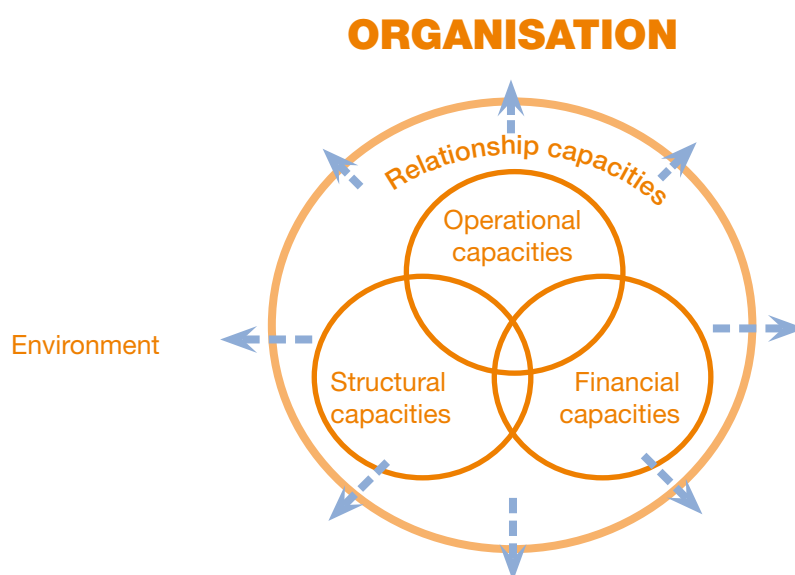 ORGANISATION
Relationship capacities
Operational
capacities
Environment
Structural
capacities
Financial
capacities